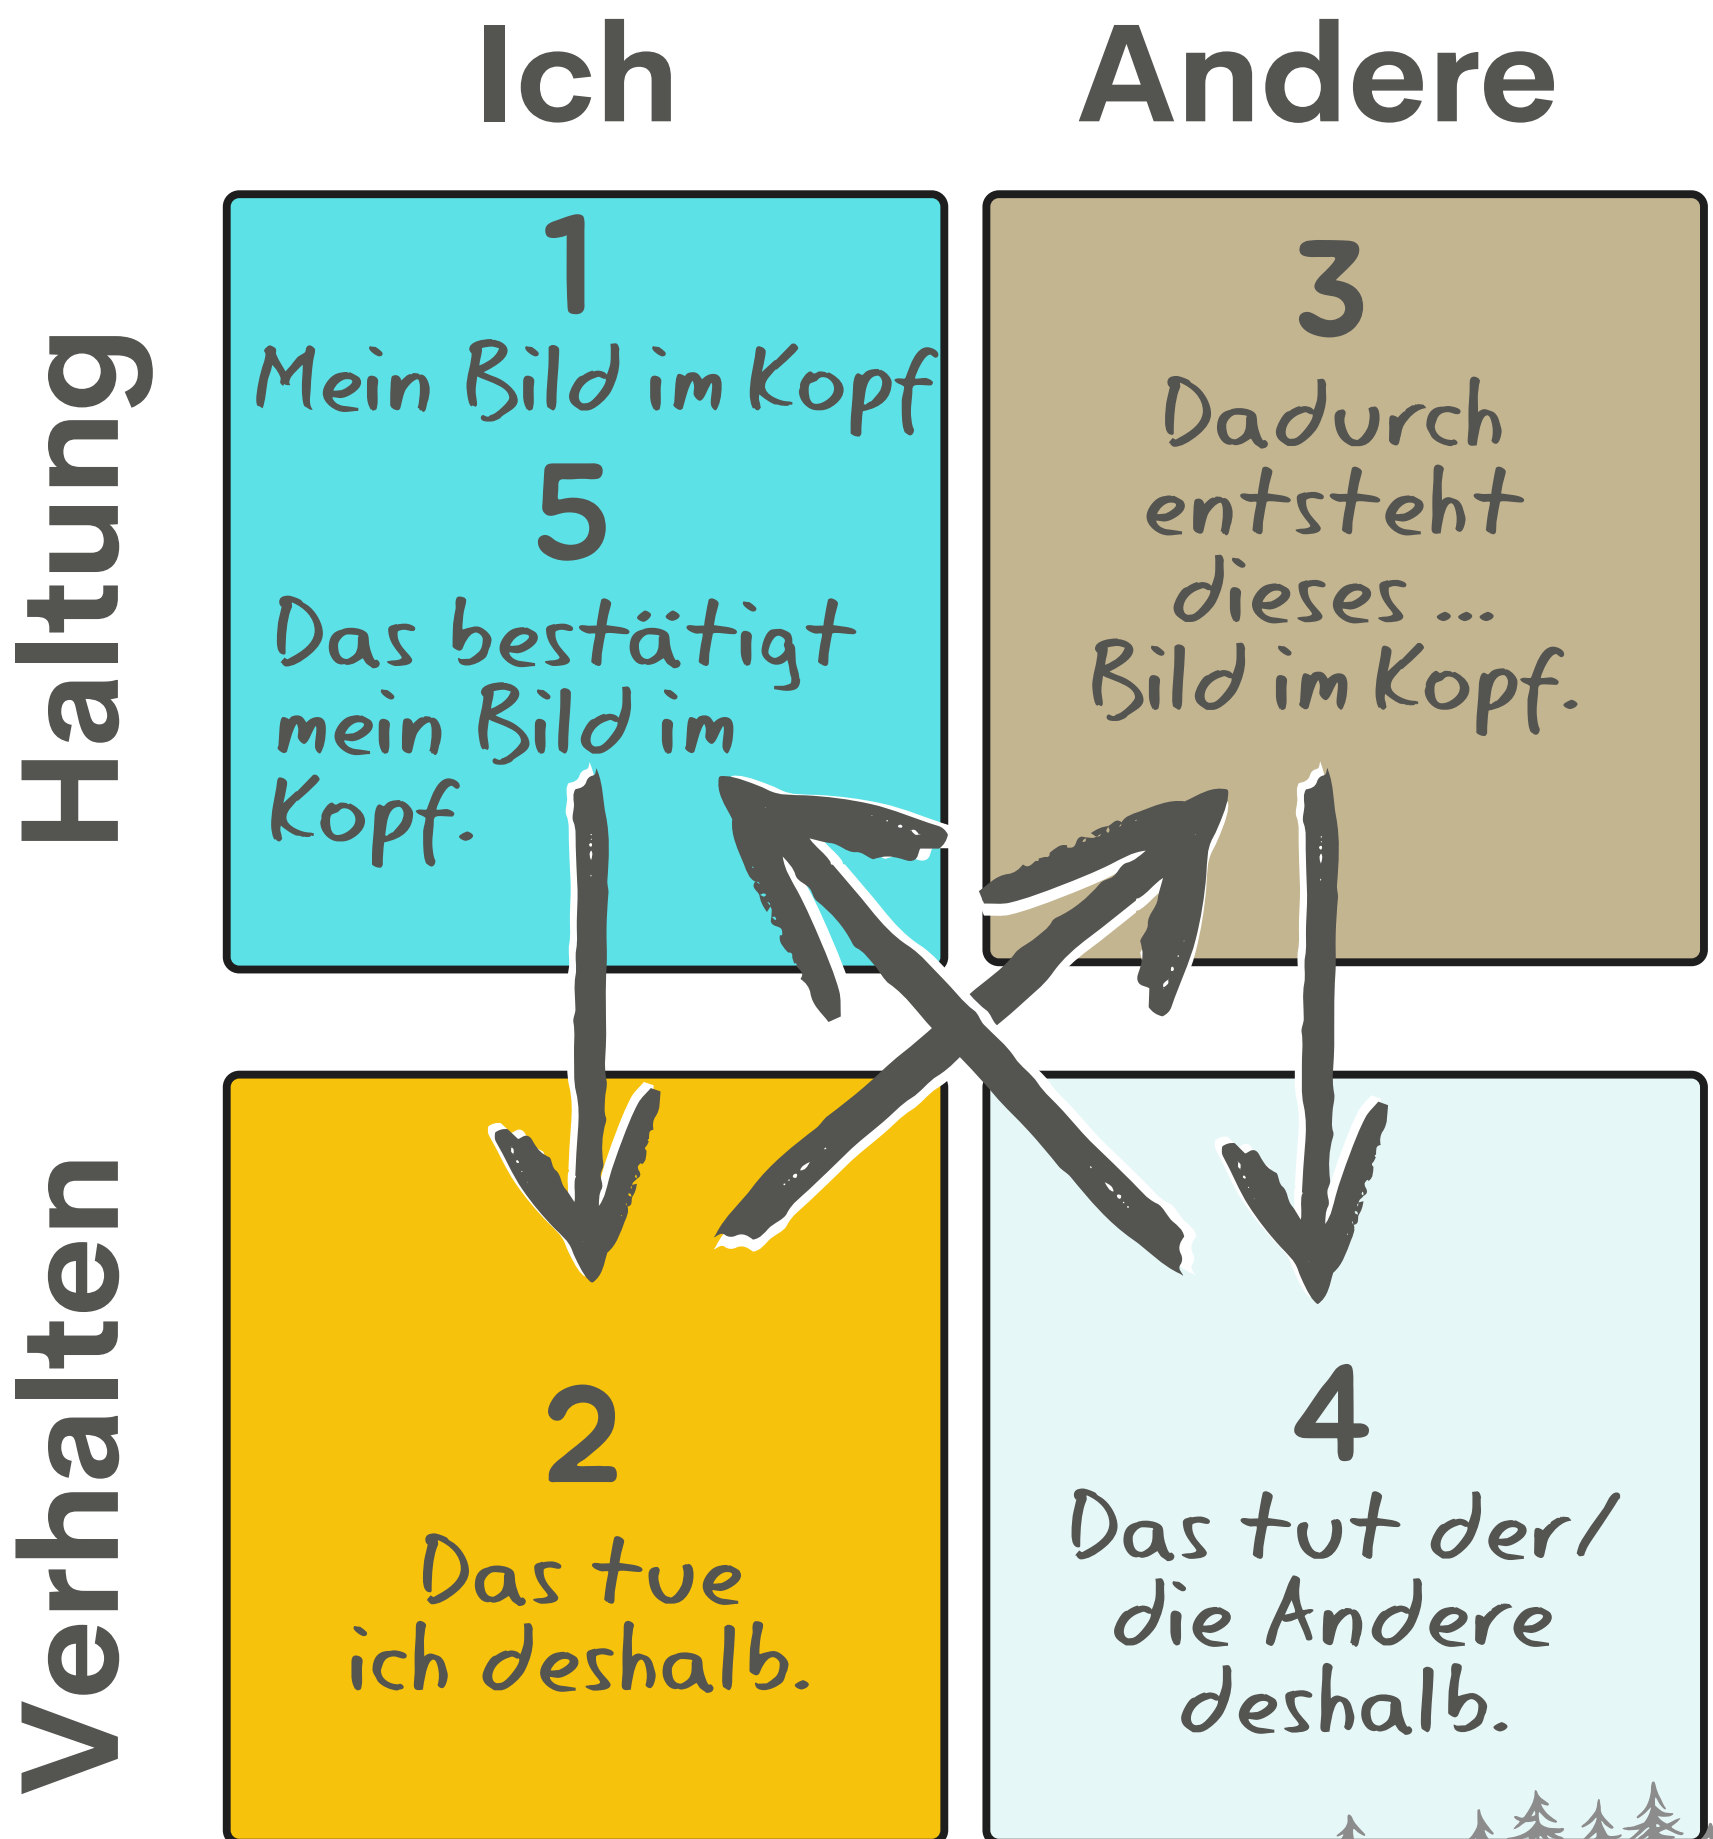 Ich
Andere
Haltung
1
Mein Bild im Kopf
5
Das bestätigt
mein Bild im
Kopf.
3
Dadurch
entsteht
dieses ...
Bild im Kopf.
Verhalten
2
Das tue
ich deshalb.
4
Das tut der/
die Andere
deshalb.